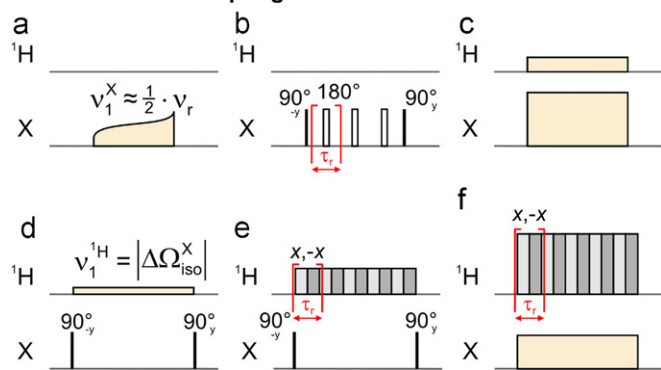 a
b
c
¹H
¹H
¹H
ν₁ˣ ≈ ½ · νᵣ
90°₋y 180° 90°y
X
X
X
τᵣ
d
e
f
ν₁¹ᴴ = |ΔΩᵢₛₒˣ|
x,-x
x,-x
¹H
¹H
¹H
τᵣ
τᵣ
90°₋y 90°y
90°₋y 90°y
X
X
X